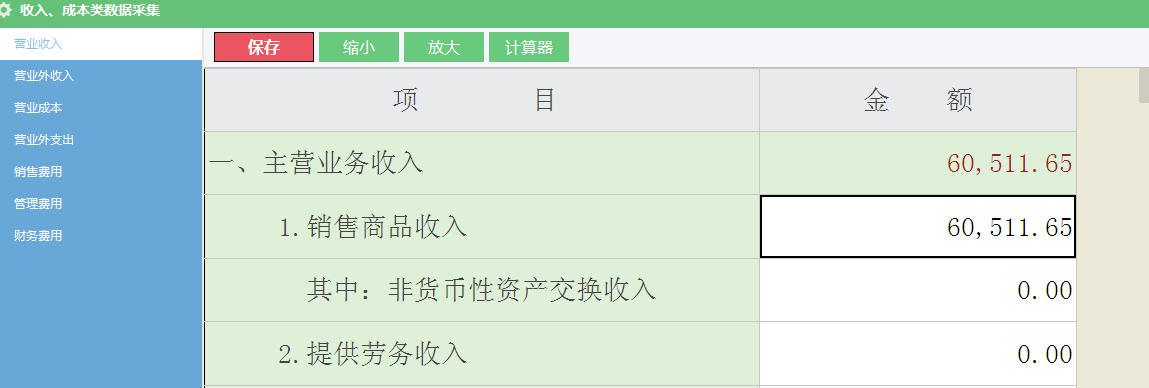 收入、成本类数据采集
营业收入
营业外收入
营业成本
营业外支出
销售费用
管理费用
财务费用
保存 缩小 放大 计算器
项 目 金 额
一、主营业务收入 60,511.65
1.销售商品收入 60,511.65
其中：非货币性资产交换收入 0.00
2.提供劳务收入 0.00